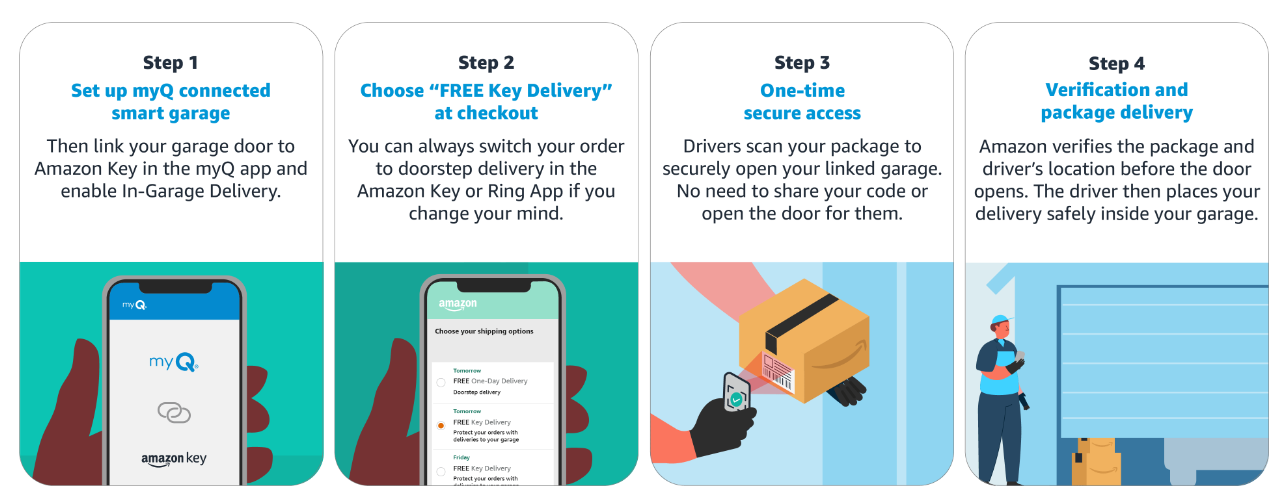 Step 1
Set up myQ connected
smart garage
Then link your garage door to
Amazon Key in the myQ app and
enable In-Garage Delivery.
myQ
myQ
amazon key
Step 2
Choose “FREE Key Delivery”
at checkout
You can always switch your order
to doorstep delivery in the
Amazon Key or Ring App if you
change your mind.
amazon
Choose your shipping options
Tomorrow
FREE One-Day Delivery
Doorstep delivery
Tomorrow
FREE Key Delivery
Protect your orders with
deliveries to your garage
Friday
FREE Key Delivery
Protect your orders with
deliveries to your garage
Step 3
One-time
secure access
Drivers scan your package to
securely open your linked garage.
No need to share your code or
open the door for them.
Step 4
Verification and
package delivery
Amazon verifies the package and
driver’s location before the door
opens. The driver then places your
delivery safely inside your garage.